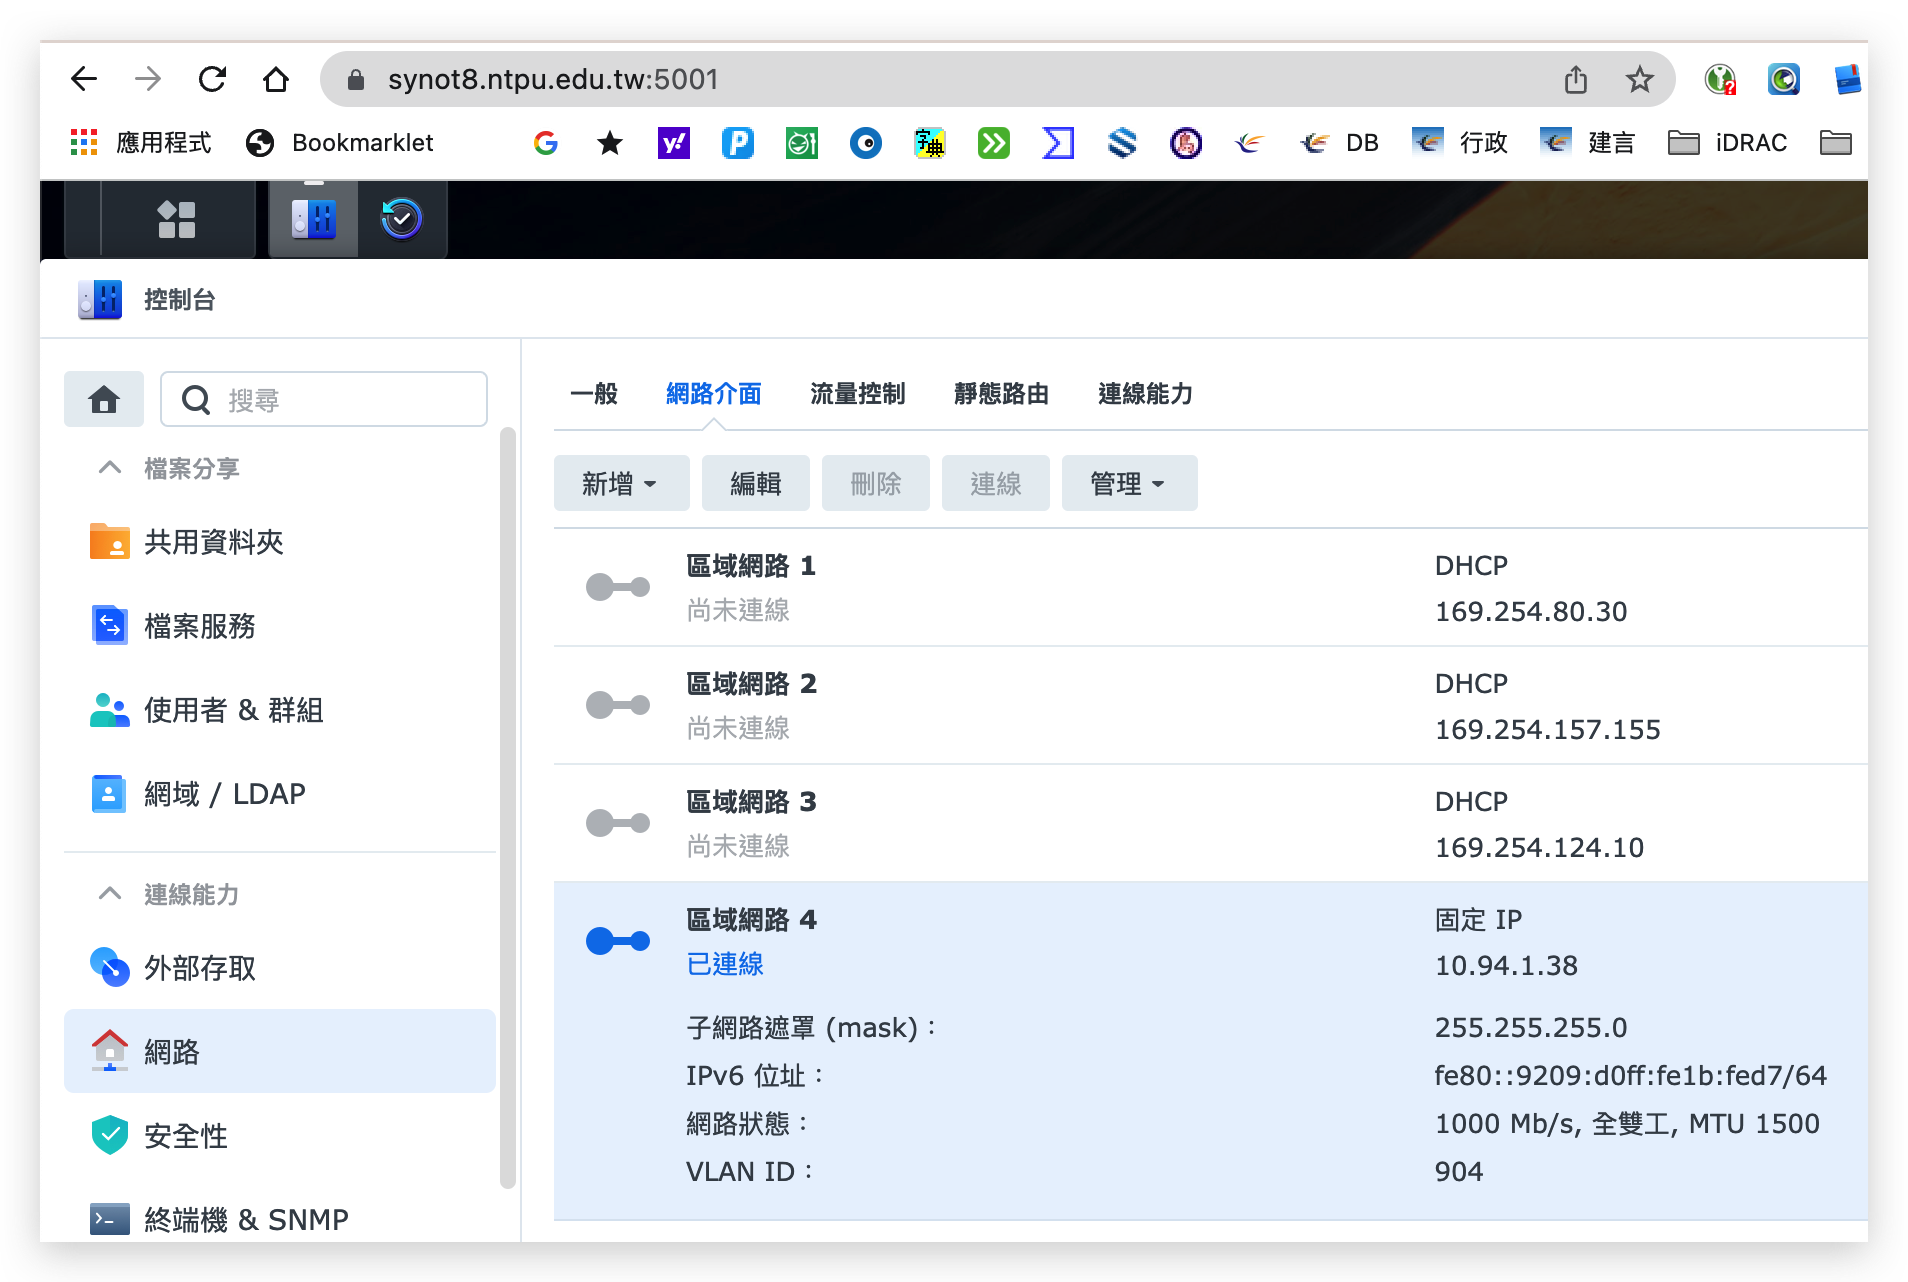 synot8.ntpu.edu.tw:5001
應用程式 Bookmarklet DB 行政 建言 iDRAC
控制台
搜尋
檔案分享
共用資料夾
檔案服務
使用者 & 群組
網域 / LDAP
連線能力
外部存取
網路
安全性
終端機 & SNMP
一般 網路介面 流量控制 靜態路由 連線能力
新增 編輯 刪除 連線 管理
區域網路 1 DHCP
尚未連線 169.254.80.30
區域網路 2 DHCP
尚未連線 169.254.157.155
區域網路 3 DHCP
尚未連線 169.254.124.10
區域網路 4 固定 IP
已連線 10.94.1.38
子網路遮罩 (mask)： 255.255.255.0
IPv6 位址： fe80::9209:d0ff:fe1b:fed7/64
網路狀態： 1000 Mb/s, 全雙工, MTU 1500
VLAN ID： 904